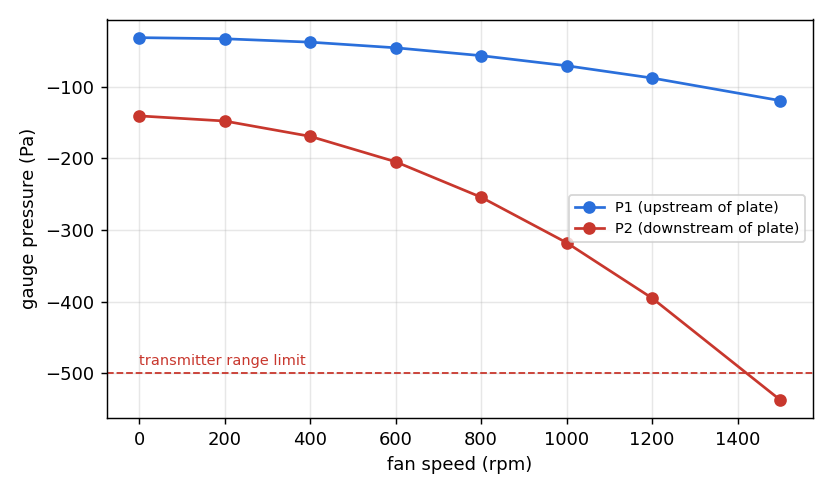 gauge pressure (Pa)
−100
−200
−300
−400
−500
P1 (upstream of plate)
P2 (downstream of plate)
transmitter range limit
0 200 400 600 800 1000 1200 1400
fan speed (rpm)